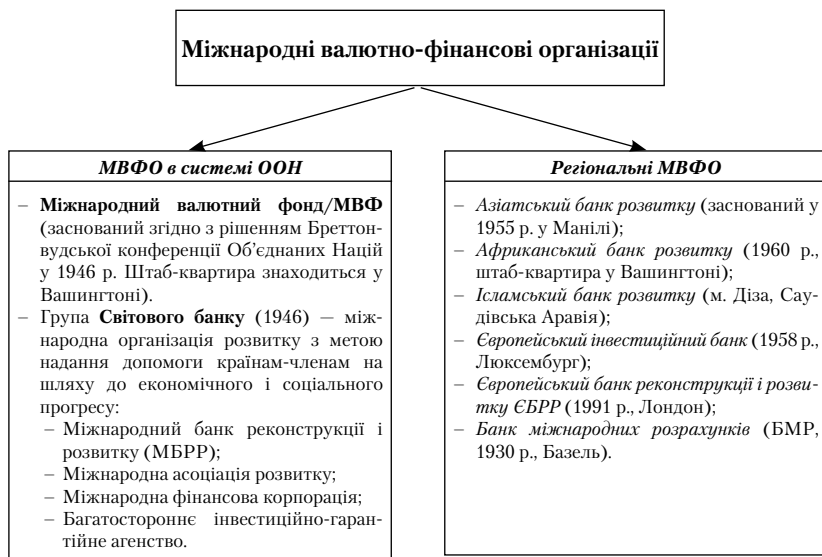 Міжнародні валютно-фінансові організації
МВФО в системі ООН
– Міжнародний валютний фонд/МВФ
(заснований згідно з рішенням Бреттон-
вудської конференції Об’єднаних Націй
у 1946 р. Штаб-квартира знаходиться у
Вашингтоні).
– Група Світового банку (1946) — між-
народна організація розвитку з метою
надання допомоги країнам-членам на
шляху до економічного і соціального
прогресу:
– Міжнародний банк реконструкції і
розвитку (МБРР);
– Міжнародна асоціація розвитку;
– Міжнародна фінансова корпорація;
– Багатостороннє інвестиційно-гаран-
тійне агенство.
Регіональні МВФО
– Азіатський банк розвитку (заснований у
1955 р. у Манілі);
– Африканський банк розвитку (1960 р.,
штаб-квартира у Вашингтоні);
– Ісламський банк розвитку (м. Діза, Сау-
дівська Аравія);
– Європейський інвестиційний банк (1958 р.,
Люксембург);
– Європейський банк реконструкції і розви-
тку ЄБРР (1991 р., Лондон);
– Банк міжнародних розрахунків (БМР,
1930 р., Базель).